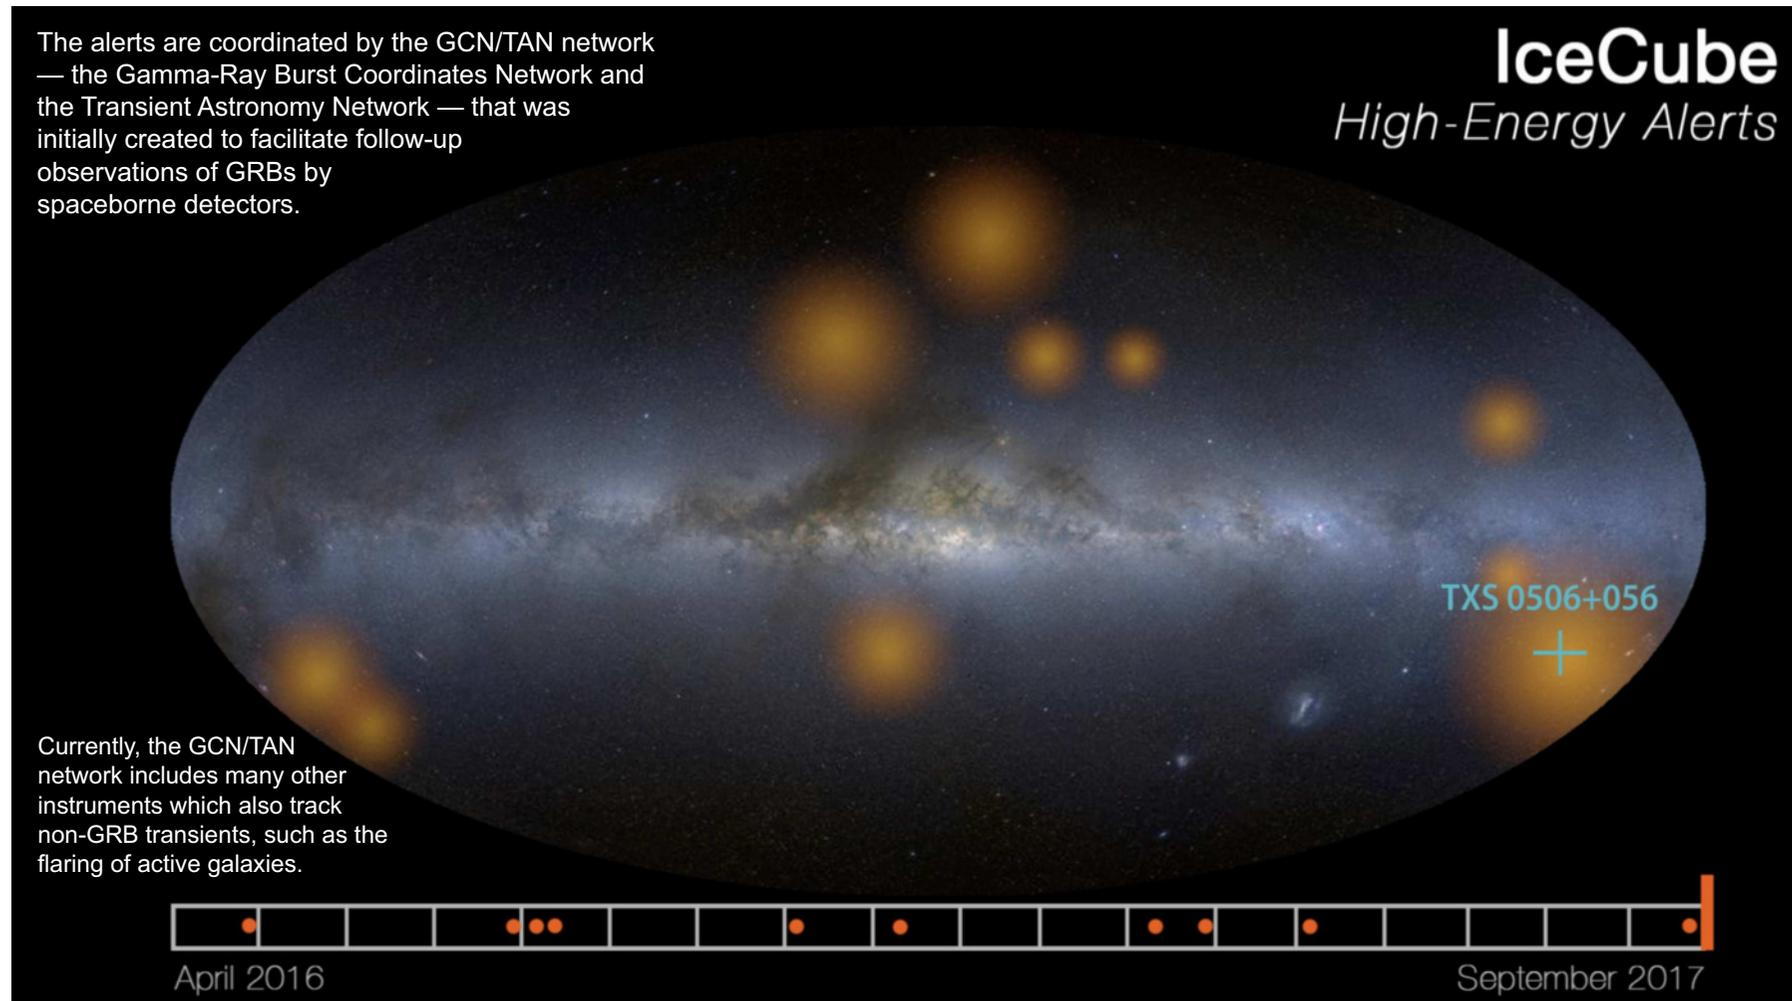 The alerts are coordinated by the GCN/TAN network
— the Gamma-Ray Burst Coordinates Network and
the Transient Astronomy Network — that was
initially created to facilitate follow-up
observations of GRBs by
spaceborne detectors.
IceCube
High-Energy Alerts
TXS 0506+056
Currently, the GCN/TAN
network includes many other
instruments which also track
non-GRB transients, such as the
flaring of active galaxies.
April 2016
September 2017